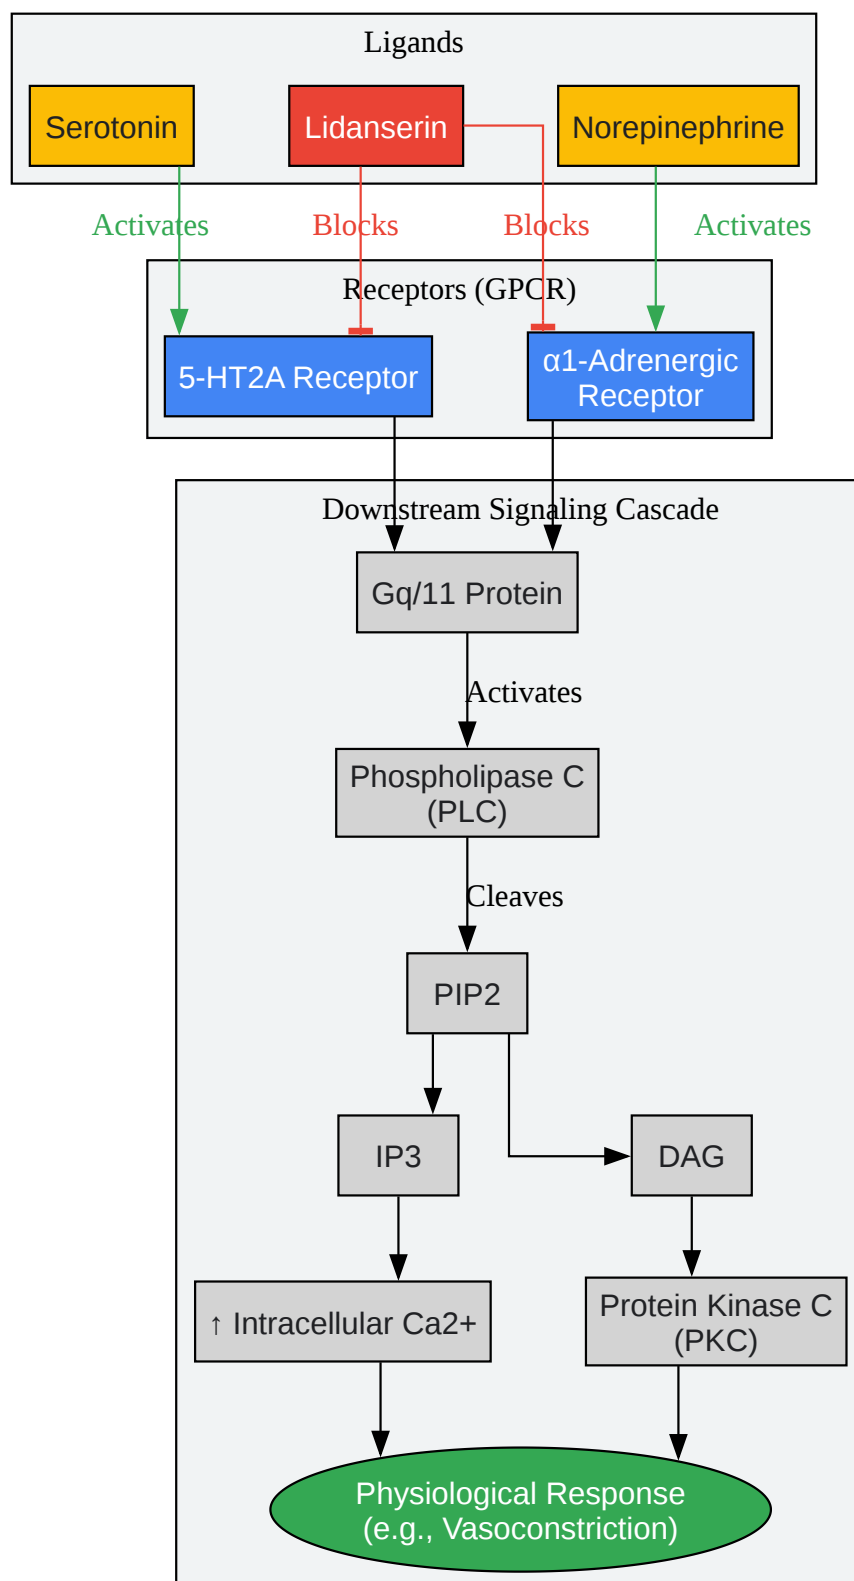 Ligands
Serotonin
Lidanserin
Norepinephrine
Activates
Blocks
Blocks
Activates
Receptors (GPCR)
5-HT2A Receptor
α1-Adrenergic
Receptor
Downstream Signaling Cascade
Gq/11 Protein
Activates
Phospholipase C
(PLC)
Cleaves
PIP2
IP3
DAG
↑ Intracellular Ca2+
Protein Kinase C
(PKC)
Physiological Response
(e.g., Vasoconstriction)